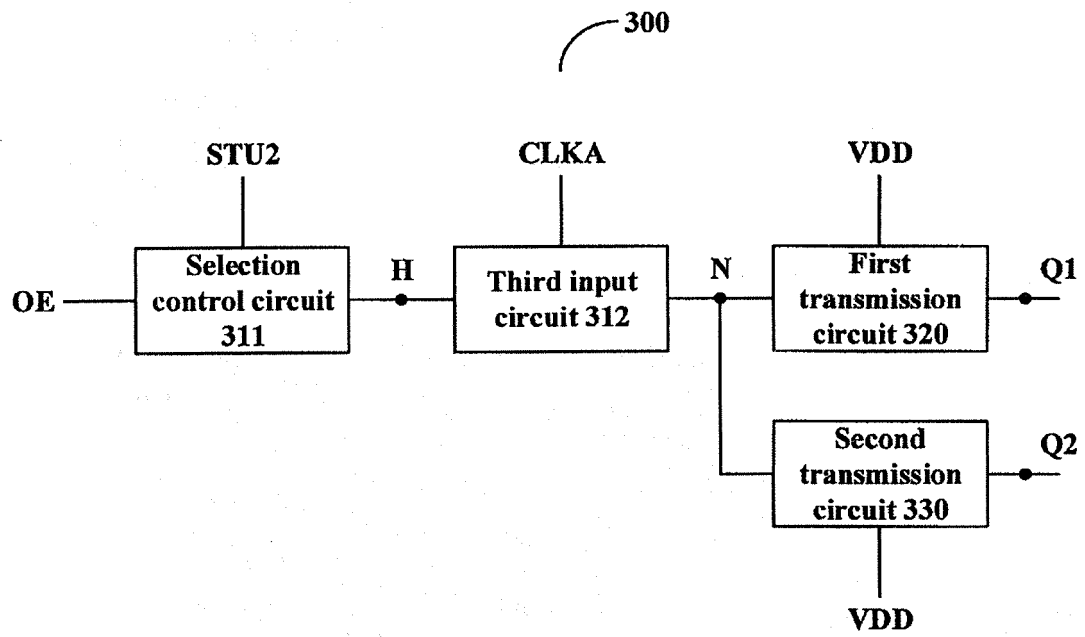 300
STU2
CLKA
VDD
OE
Selection
control circuit
311
H
Third input
circuit 312
N
First
transmission
circuit 320
Q1
Second
transmission
circuit 330
Q2
VDD